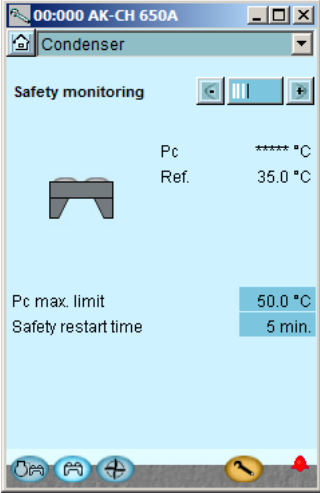 00:000 AK-CH 650A
Condenser
Safety monitoring
Pc ***** °C
Ref. 35.0 °C
Pc max. limit 50.0 °C
Safety restart time 5 min.